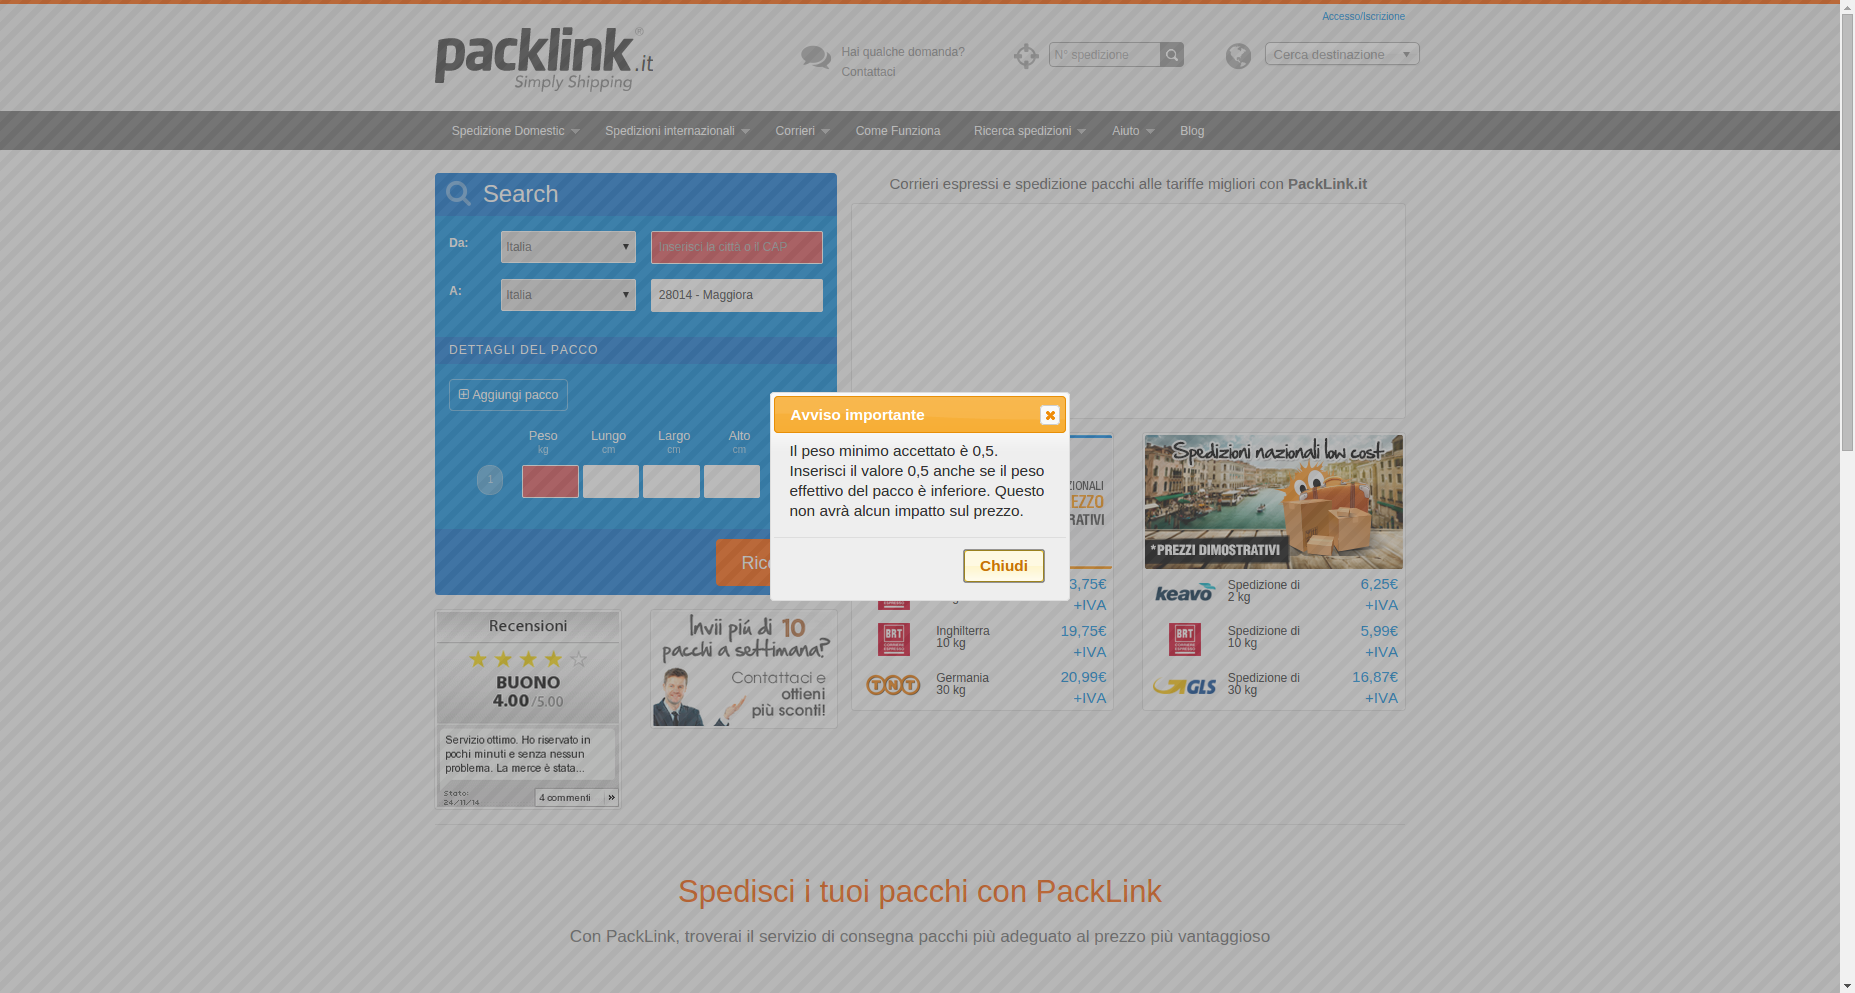 Accesso/Iscrizione
packlink.it®
Simply Shipping
Hai qualche domanda?
Contattaci
N° spedizione
Cerca destinazione
Spedizione Domestic
Spedizioni internazionali
Corrieri
Come Funziona
Ricerca spedizioni
Aiuto
Blog
Search
Da:
Italia
Inserisci la città o il CAP
A:
Italia
28014 - Maggiora
DETTAGLI DEL PACCO
Aggiungi pacco
Peso
Lungo
Largo
Alto
kg
cm
cm
cm
1
Corrieri espressi e spedizione pacchi alle tariffe migliori con PackLink.it
Avviso importante
Il peso minimo accettato è 0,5.
Inserisci il valore 0,5 anche se il peso
effettivo del pacco è inferiore. Questo
non avrà alcun impatto sul prezzo.
Chiudi
Recensioni
BUONO
4.00/5.00
Servizio ottimo. Ho riservato in
pochi minuti e senza nessun
problema. La merce è stata...
Stato:
24/11/14
4 commenti »
Invii piú di 10
pacchi a settimana?
Contattaci e
ottieni
più sconti!
3,75€
+IVA
BRT
Inghilterra
10 kg
19,75€
+IVA
TNT
Germania
30 kg
20,99€
+IVA
Spedizioni nazionali low cost
*PREZZI DIMOSTRATIVI
keavo
Spedizione di
2 kg
6,25€
+IVA
BRT
Spedizione di
10 kg
5,99€
+IVA
GLS
Spedizione di
30 kg
16,87€
+IVA
Spedisci i tuoi pacchi con PackLink
Con PackLink, troverai il servizio di consegna pacchi più adeguato al prezzo più vantaggioso